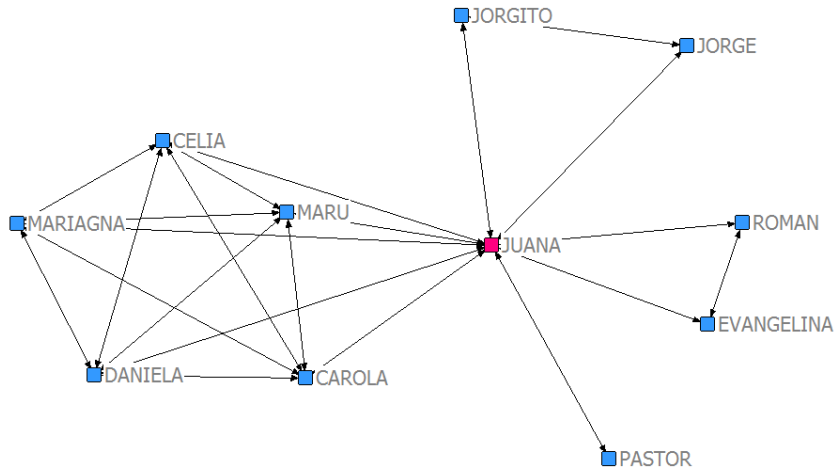 JORGITO
JORGE
CELIA
MARU
MARIAGNA
ROMAN
JUANA
EVANGELINA
DANIELA
CAROLA
PASTOR